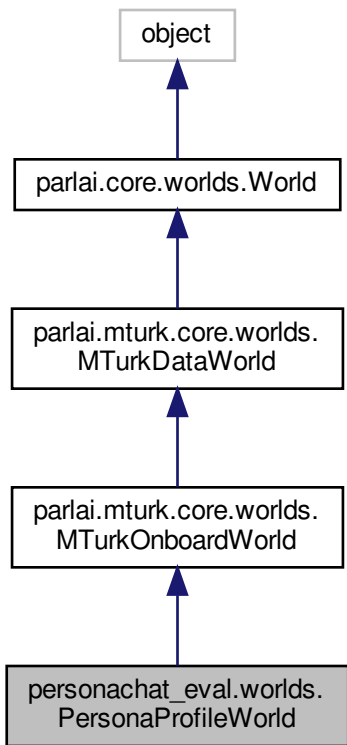 object
parlai.core.worlds.World
parlai.mturk.core.worlds.
MTurkDataWorld
parlai.mturk.core.worlds.
MTurkOnboardWorld
personachat_eval.worlds.
PersonaProfileWorld